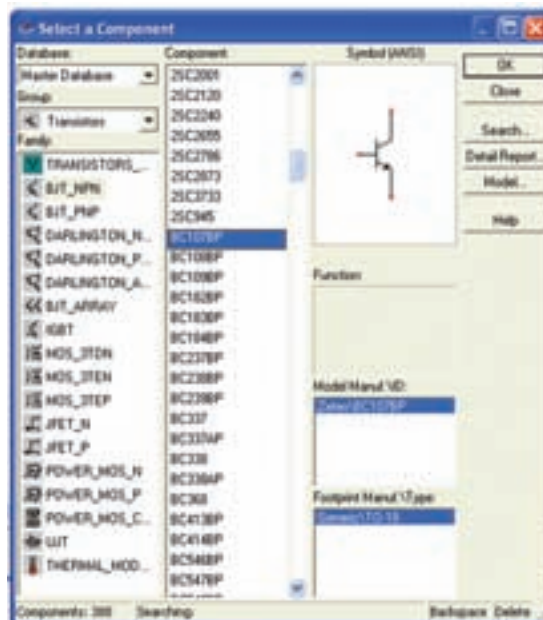 Select a Component
Database:
Master Database
Group:
Transistors
Family:
TRANSISTORS_...
BJT_NPN
BJT_PNP
DARLINGTON_N...
DARLINGTON_P...
DARLINGTON_A...
BJT_ARRAY
IGBT
MOS_3TDN
MOS_3TEN
MOS_3TEP
JFET_N
JFET_P
POWER_MOS_N
POWER_MOS_P
POWER_MOS_C...
UJT
THERMAL_MOD...
Component
2SC2001
2SC2120
2SC2240
2SC2655
2SC2786
2SC2873
2SC3733
2SC945
BC107BP
BC108BP
BC109BP
BC182BP
BC183BP
BC184BP
BC237BP
BC238BP
BC239BP
BC337
BC337AP
BC338
BC338AP
BC368
BC413BP
BC414BP
BC546BP
BC547BP
Symbol (ANSI)
Function:
Model Manuf.\ID:
Zetex\BC107BP
Footprint Manuf.\Type:
Generic\TO-18
OK
Close
Search...
Detail Report...
Model...
Help
Components: 388
Searching:
Backspace
Delete